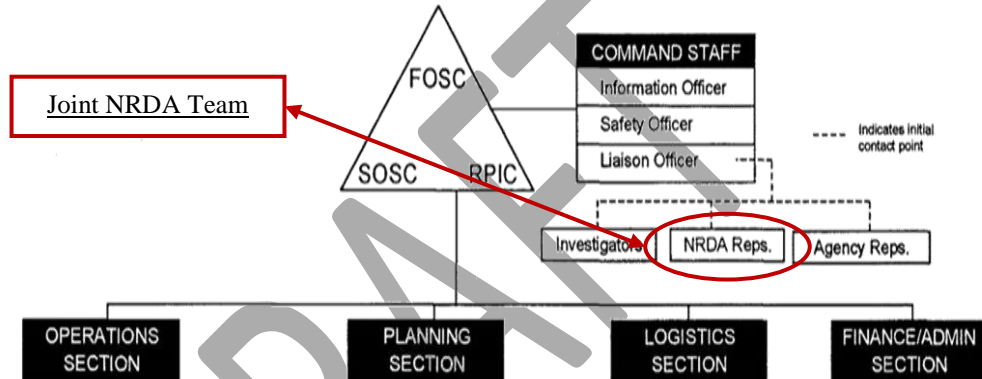 FOSC
SOSC RPIC
Joint NRDA Team
COMMAND STAFF
Information Officer
Safety Officer
Liaison Officer
Indicates initial
contact point
Investigators
NRDA Reps.
Agency Reps.
OPERATIONS
SECTION
PLANNING
SECTION
LOGISTICS
SECTION
FINANCE/ADMIN
SECTION
DRAFT